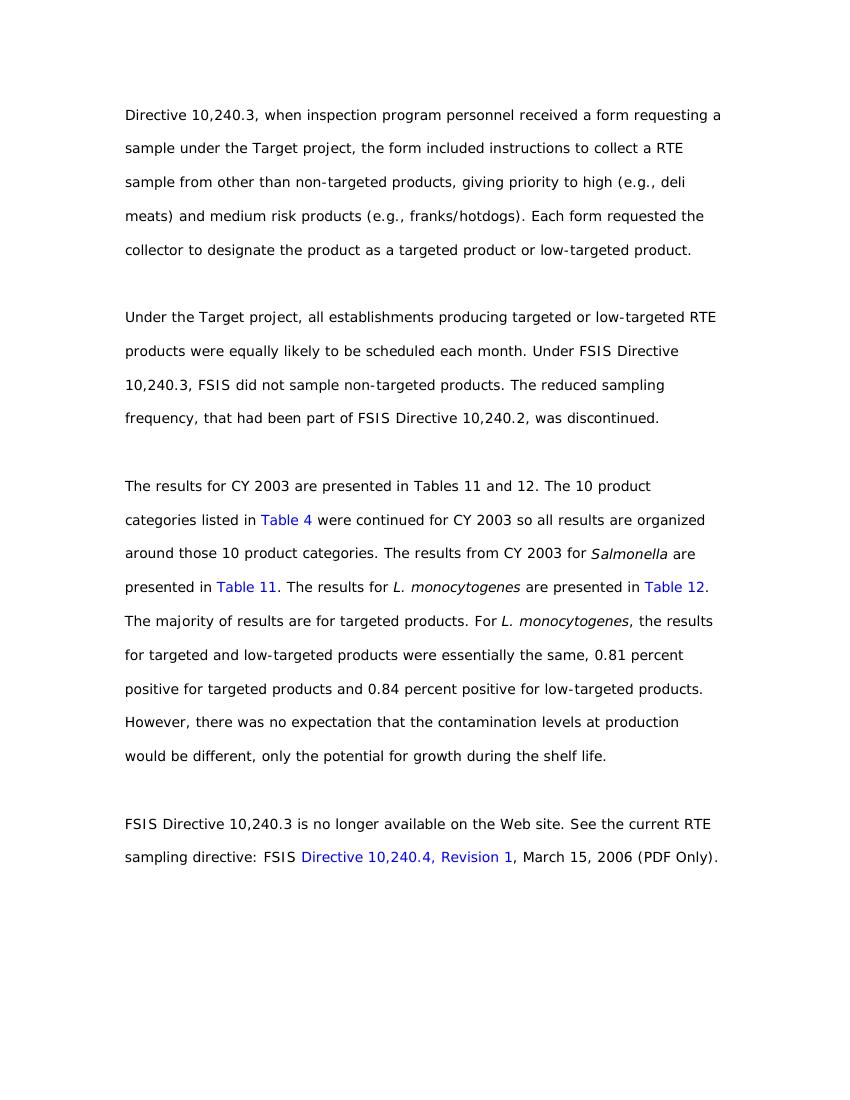 Directive 10,240.3, when inspection program personnel received a form requesting a
sample under the Target project, the form included instructions to collect a RTE
sample from other than non-targeted products, giving priority to high (e.g., deli
meats) and medium risk products (e.g., franks/hotdogs). Each form requested the
collector to designate the product as a targeted product or low-targeted product.
Under the Target project, all establishments producing targeted or low-targeted RTE
products were equally likely to be scheduled each month. Under FSIS Directive
10,240.3, FSIS did not sample non-targeted products. The reduced sampling
frequency, that had been part of FSIS Directive 10,240.2, was discontinued.
The results for CY 2003 are presented in Tables 11 and 12. The 10 product
categories listed in Table 4 were continued for CY 2003 so all results are organized
around those 10 product categories. The results from CY 2003 for Salmonella are
presented in Table 11. The results for L. monocytogenes are presented in Table 12.
The majority of results are for targeted products. For L. monocytogenes, the results
for targeted and low-targeted products were essentially the same, 0.81 percent
positive for targeted products and 0.84 percent positive for low-targeted products.
However, there was no expectation that the contamination levels at production
would be different, only the potential for growth during the shelf life.
FSIS Directive 10,240.3 is no longer available on the Web site. See the current RTE
sampling directive: FSIS Directive 10,240.4, Revision 1, March 15, 2006 (PDF Only).